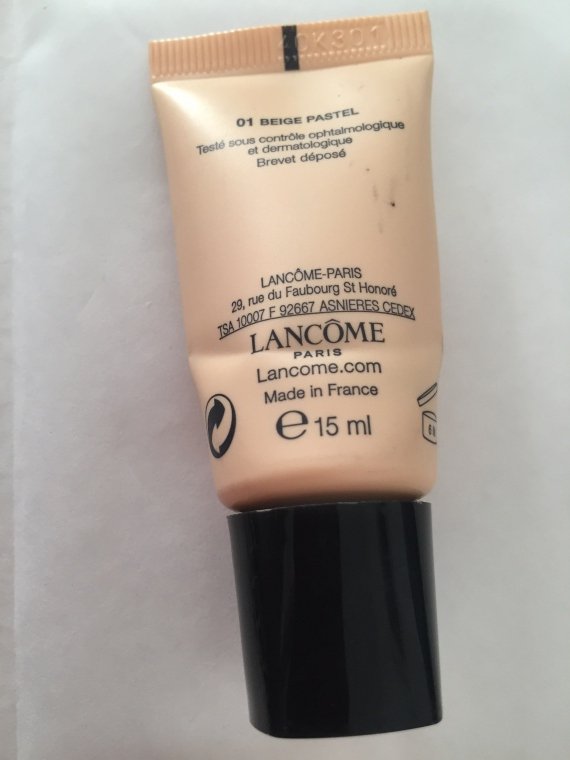 40K301
01 BEIGE PASTEL
Testé sous contrôle ophtalmologique
et dermatologique
Brevet déposé
LANCÔME-PARIS
29, rue du Faubourg St Honoré
TSA 10007 F 92667 ASNIERES CEDEX
LANCÔME
PARIS
Lancome.com
Made in France
e 15 ml